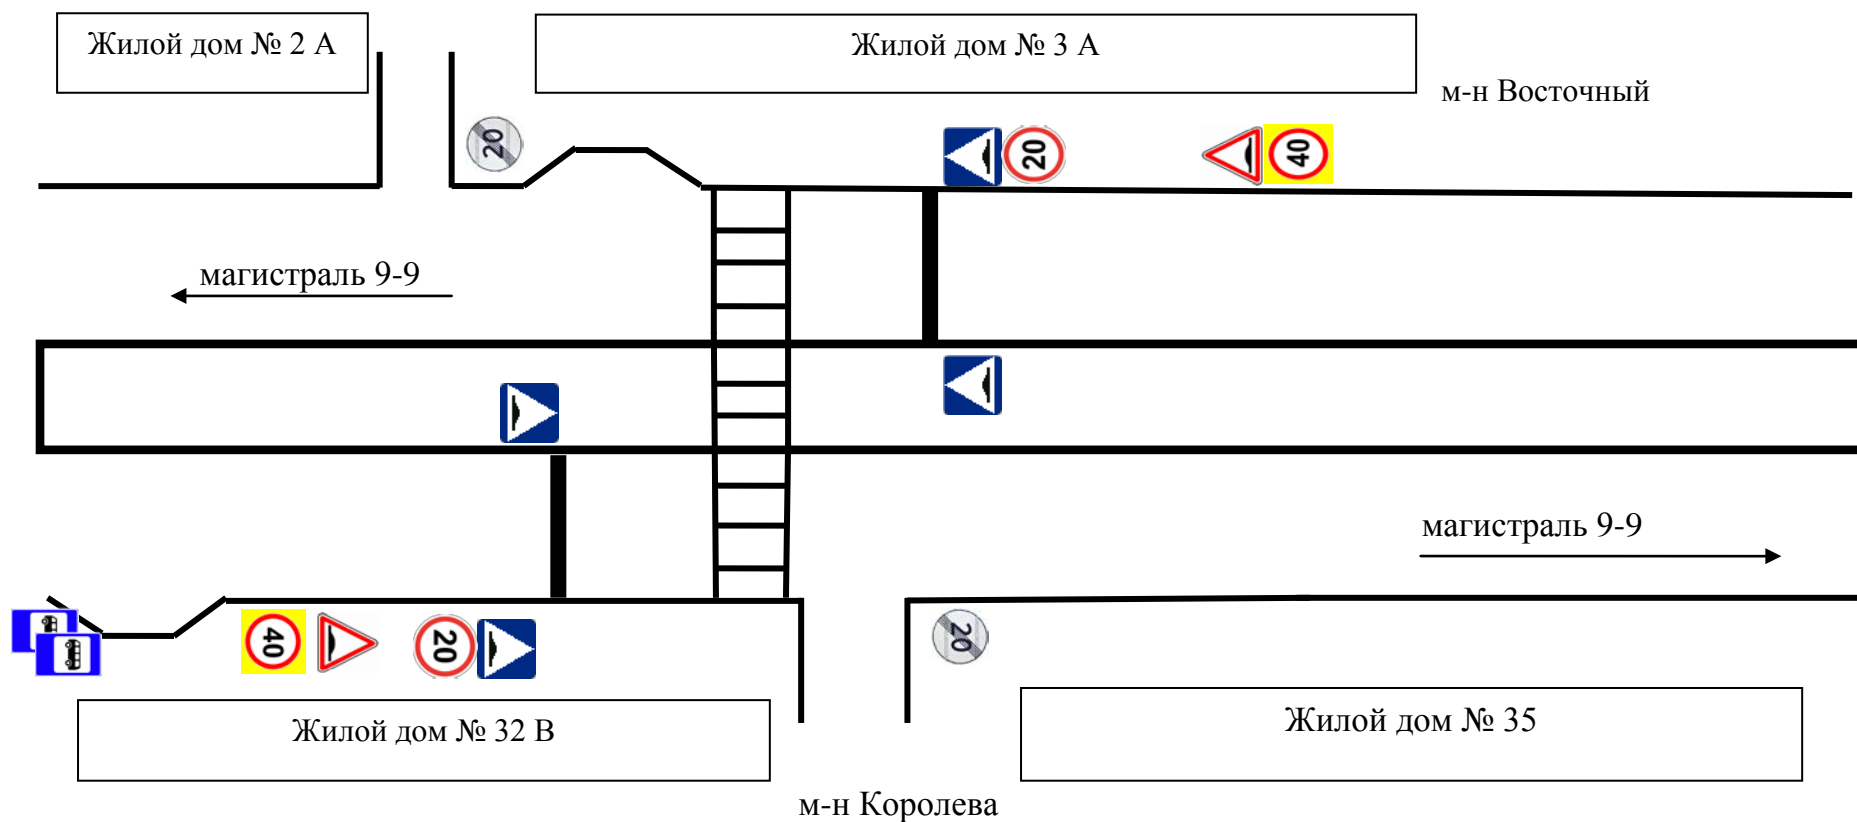 Жилой дом № 2 А
Жилой дом № 3 А
м-н Восточный
20
20
40
магистраль 9-9
магистраль 9-9
40
20
20
Жилой дом № 32 В
Жилой дом № 35
м-н Королева